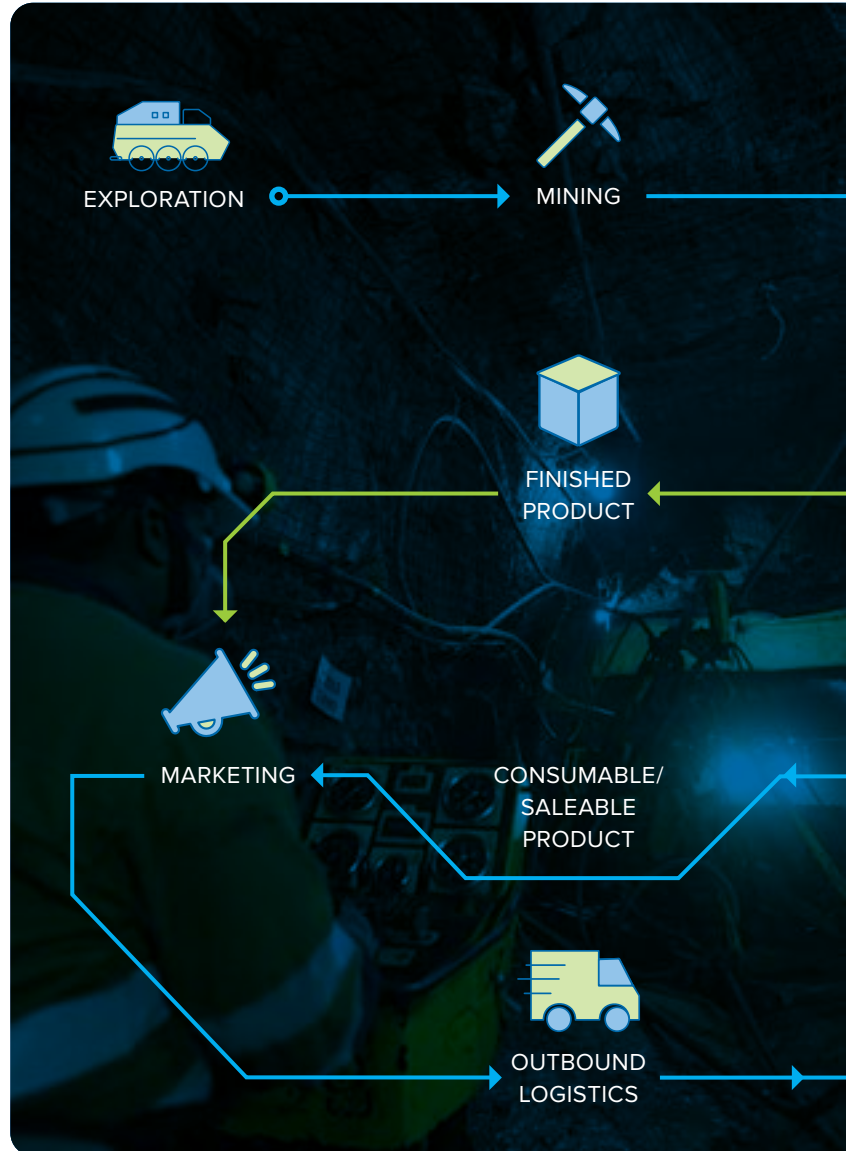 EXPLORATION
MINING
FINISHED
PRODUCT
MARKETING
CONSUMABLE/
SALEABLE
PRODUCT
OUTBOUND
LOGISTICS